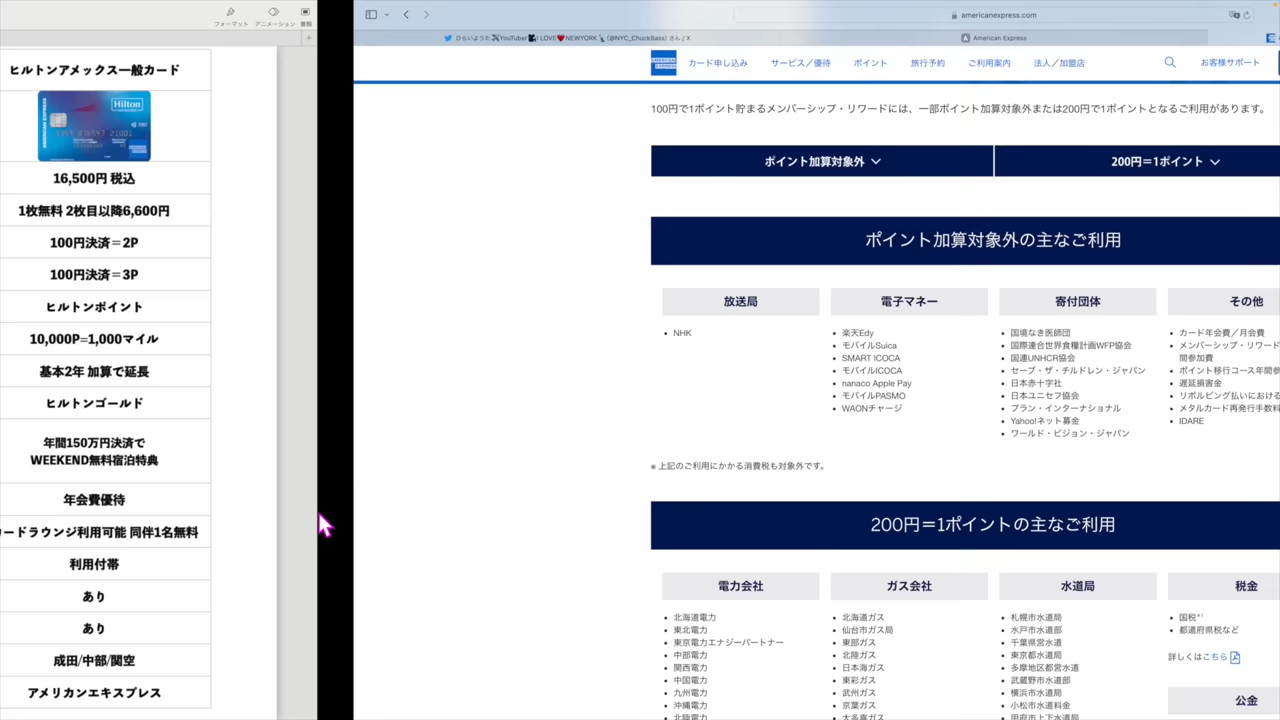 フォーマット アニメーション 書類
ヒルトンアメックス一般カード
Hilton
16,500円 税込
1枚無料 2枚目以降6,600円
100円決済＝2P
100円決済＝3P
ヒルトンポイント
10,000P=1,000マイル
基本2年 加算で延長
ヒルトンゴールド
年間150万円決済で
WEEKEND無料宿泊特典
年会費優待
ードラウンジ利用可能 同伴1名無料
利用付帯
あり
あり
成田/中部/関空
アメリカンエキスプレス
americanexpress.com
ひらいようた✈YouTuber🎥I LOVE❤NEWYORK🗽(@NYC_ChuckBass) さん / X
American Express
AMERICAN EXPRESS
カード申し込み サービス／優待 ポイント 旅行予約 ご利用案内 法人／加盟店 お客様サポート
100円で1ポイント貯まるメンバーシップ・リワードには、一部ポイント加算対象外または200円で1ポイントとなるご利用があります。
ポイント加算対象外 200円＝1ポイント
ポイント加算対象外の主なご利用
放送局
• NHK
電子マネー
• 楽天Edy
• モバイルSuica
• SMART ICOCA
• モバイルICOCA
• nanaco Apple Pay
• モバイルPASMO
• WAONチャージ
寄付団体
• 国境なき医師団
• 国際連合世界食糧計画WFP協会
• 国連UNHCR協会
• セーブ・ザ・チルドレン・ジャパン
• 日本赤十字社
• 日本ユニセフ協会
• プラン・インターナショナル
• Yahoo!ネット募金
• ワールド・ビジョン・ジャパン
その他
• カード年会費／月会費
• メンバーシップ・リワード
間参加費
• ポイント移行コース年間参
• 遅延損害金
• リボルビング払いにおける
• メタルカード再発行手数料
• IDARE
※上記のご利用にかかる消費税も対象外です。
200円＝1ポイントの主なご利用
電力会社
• 北海道電力
• 東北電力
• 東京電力エナジーパートナー
• 中部電力
• 関西電力
• 中国電力
• 九州電力
• 沖縄電力
• 北陸電力
ガス会社
• 北海道ガス
• 仙台市ガス局
• 東部ガス
• 北陸ガス
• 日本海ガス
• 東彩ガス
• 武州ガス
• 京葉ガス
• 大多喜ガス
水道局
• 札幌市水道局
• 水戸市水道部
• 千葉県営水道
• 東京都水道局
• 多摩地区都営水道
• 武蔵野市水道部
• 横浜市水道局
• 小松市水道料金
• 甲府市上下水道局
税金
• 国税*¹
• 都道府県税など
詳しくはこちら
公金